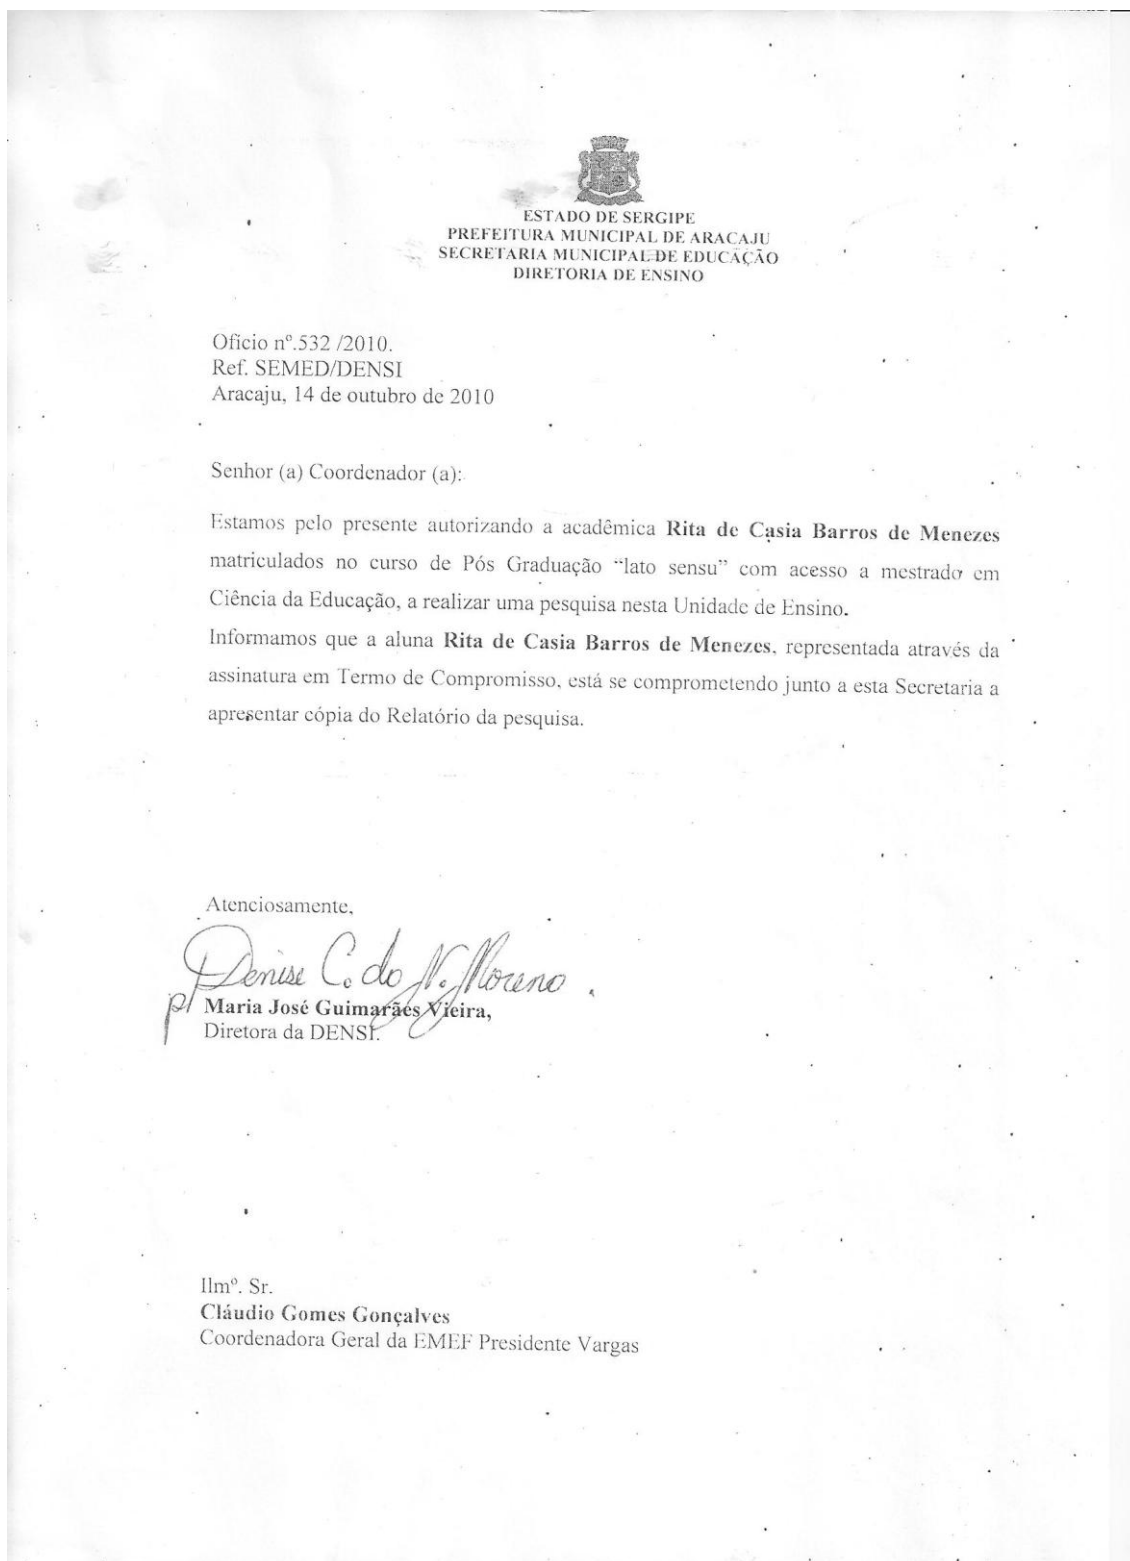 ESTADO DE SERGIPE
PREFEITURA MUNICIPAL DE ARACAJU
SECRETARIA MUNICIPAL DE EDUCAÇÃO
DIRETORIA DE ENSINO
Ofício nº.532 /2010.
Ref. SEMED/DENSI
Aracaju, 14 de outubro de 2010
Senhor (a) Coordenador (a):
Estamos pelo presente autorizando a acadêmica Rita de Casia Barros de Menezes
matriculados no curso de Pós Graduação “lato sensu” com acesso a mestrado em
Ciência da Educação, a realizar uma pesquisa nesta Unidade de Ensino.
Informamos que a aluna Rita de Casia Barros de Menezes, representada através da
assinatura em Termo de Compromisso, está se comprometendo junto a esta Secretaria a
apresentar cópia do Relatório da pesquisa.
Atenciosamente,
Denise C. do N. Moreno
p/ Maria José Guimarães Vieira,
Diretora da DENSI.
Ilmº. Sr.
Cláudio Gomes Gonçalves
Coordenadora Geral da EMEF Presidente Vargas